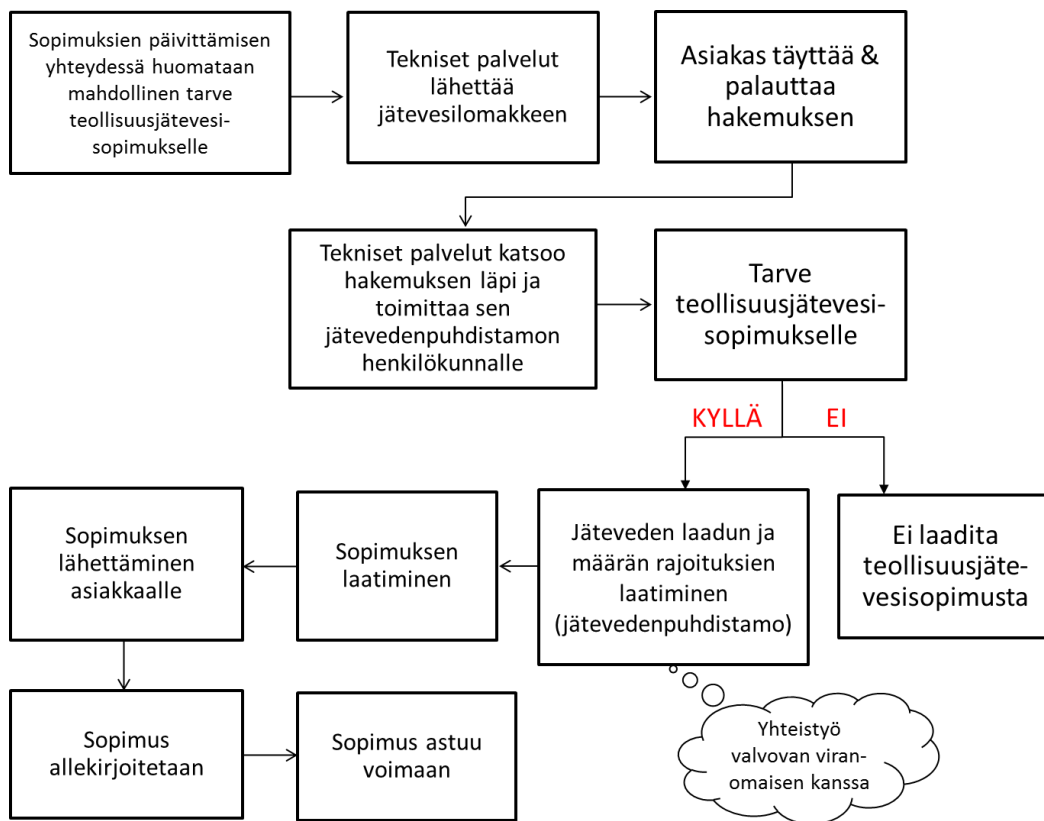 Sopimuksien päivittämisen
yhteydessä huomataan
mahdollinen tarve
teollisuusjätevesi-
sopimukselle
Tekniset palvelut
lähettää
jätevesilomakkeen
Asiakas täyttää &
palauttaa
hakemuksen
Tekniset palvelut katsoo
hakemuksen läpi ja
toimittaa sen
jätevedenpuhdistamon
henkilökunnalle
Tarve
teollisuusjätevesi-
sopimukselle
KYLLÄ
EI
Sopimuksen
lähettäminen
asiakkaalle
Sopimuksen
laatiminen
Jäteveden laadun ja
määrän rajoituksien
laatiminen
(jätevedenpuhdistamo)
Ei laadita
teollisuusjäte-
vesisopimusta
Sopimus
allekirjoitetaan
Sopimus astuu
voimaan
Yhteistyö
valvovan viran-
omaisen kanssa